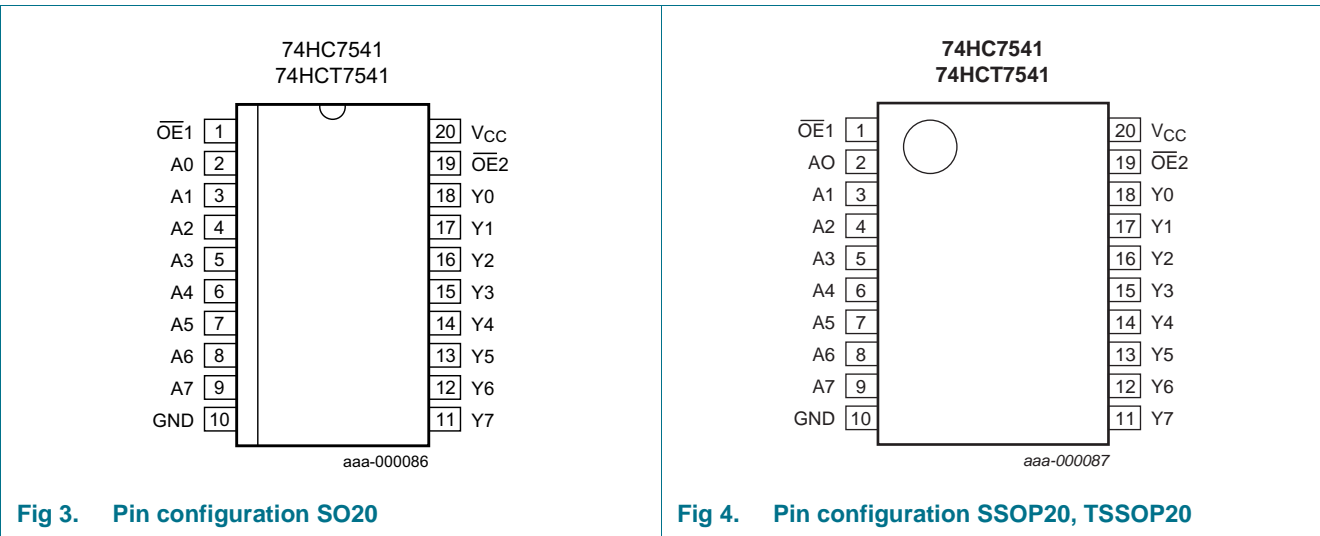 74HC7541
74HCT7541
O̅E̅1 1 20 VCC
A0 2 19 O̅E̅2
A1 3 18 Y0
A2 4 17 Y1
A3 5 16 Y2
A4 6 15 Y3
A5 7 14 Y4
A6 8 13 Y5
A7 9 12 Y6
GND 10 11 Y7
aaa-000086
Fig 3. Pin configuration SO20
74HC7541
74HCT7541
O̅E̅1 1 20 VCC
AO 2 19 O̅E̅2
A1 3 18 Y0
A2 4 17 Y1
A3 5 16 Y2
A4 6 15 Y3
A5 7 14 Y4
A6 8 13 Y5
A7 9 12 Y6
GND 10 11 Y7
aaa-000087
Fig 4. Pin configuration SSOP20, TSSOP20